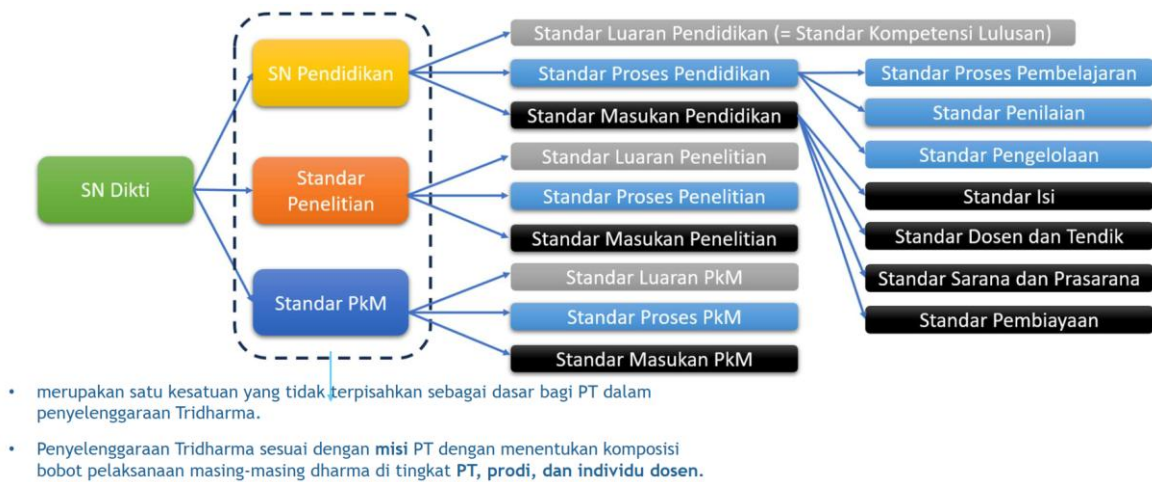 SN Dikti
SN Pendidikan
Standar
Penelitian
Standar PkM
Standar Luaran Pendidikan (= Standar Kompetensi Lulusan)
Standar Proses Pendidikan
Standar Masukan Pendidikan
Standar Luaran Penelitian
Standar Proses Penelitian
Standar Masukan Penelitian
Standar Luaran PkM
Standar Proses PkM
Standar Masukan PkM
Standar Proses Pembelajaran
Standar Penilaian
Standar Pengelolaan
Standar Isi
Standar Dosen dan Tendik
Standar Sarana dan Prasarana
Standar Pembiayaan
• merupakan satu kesatuan yang tidak terpisahkan sebagai dasar bagi PT dalam
penyelenggaraan Tridharma.
• Penyelenggaraan Tridharma sesuai dengan misi PT dengan menentukan komposisi
bobot pelaksanaan masing-masing dharma di tingkat PT, prodi, dan individu dosen.